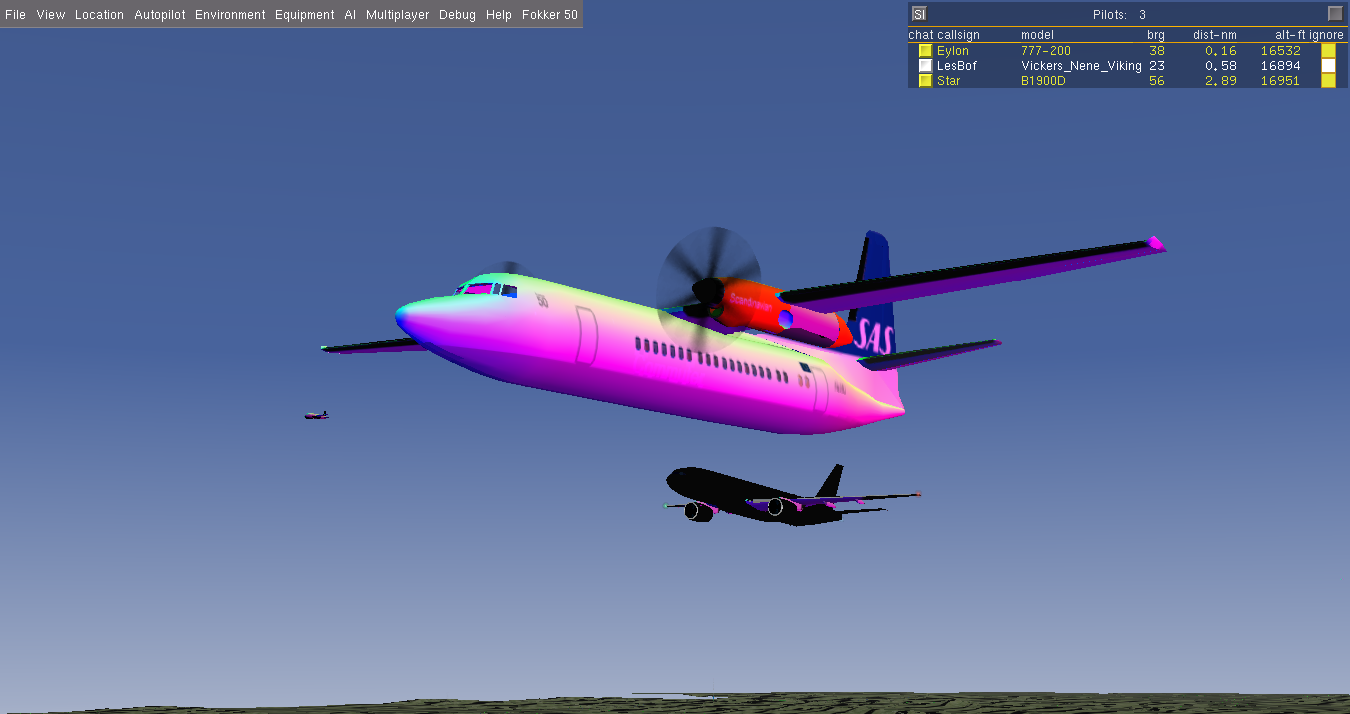 File View Location Autopilot Environment Equipment AI Multiplayer Debug Help Fokker 50
SI Pilots: 3
chat callsign model brg dist-nm alt-ft ignore
Eylon 777-200 38 0.16 16532
LesBof Vickers_Nene_Viking 23 0.58 16894
Star B1900D 56 2.89 16951
50
Scandinavian
SAS